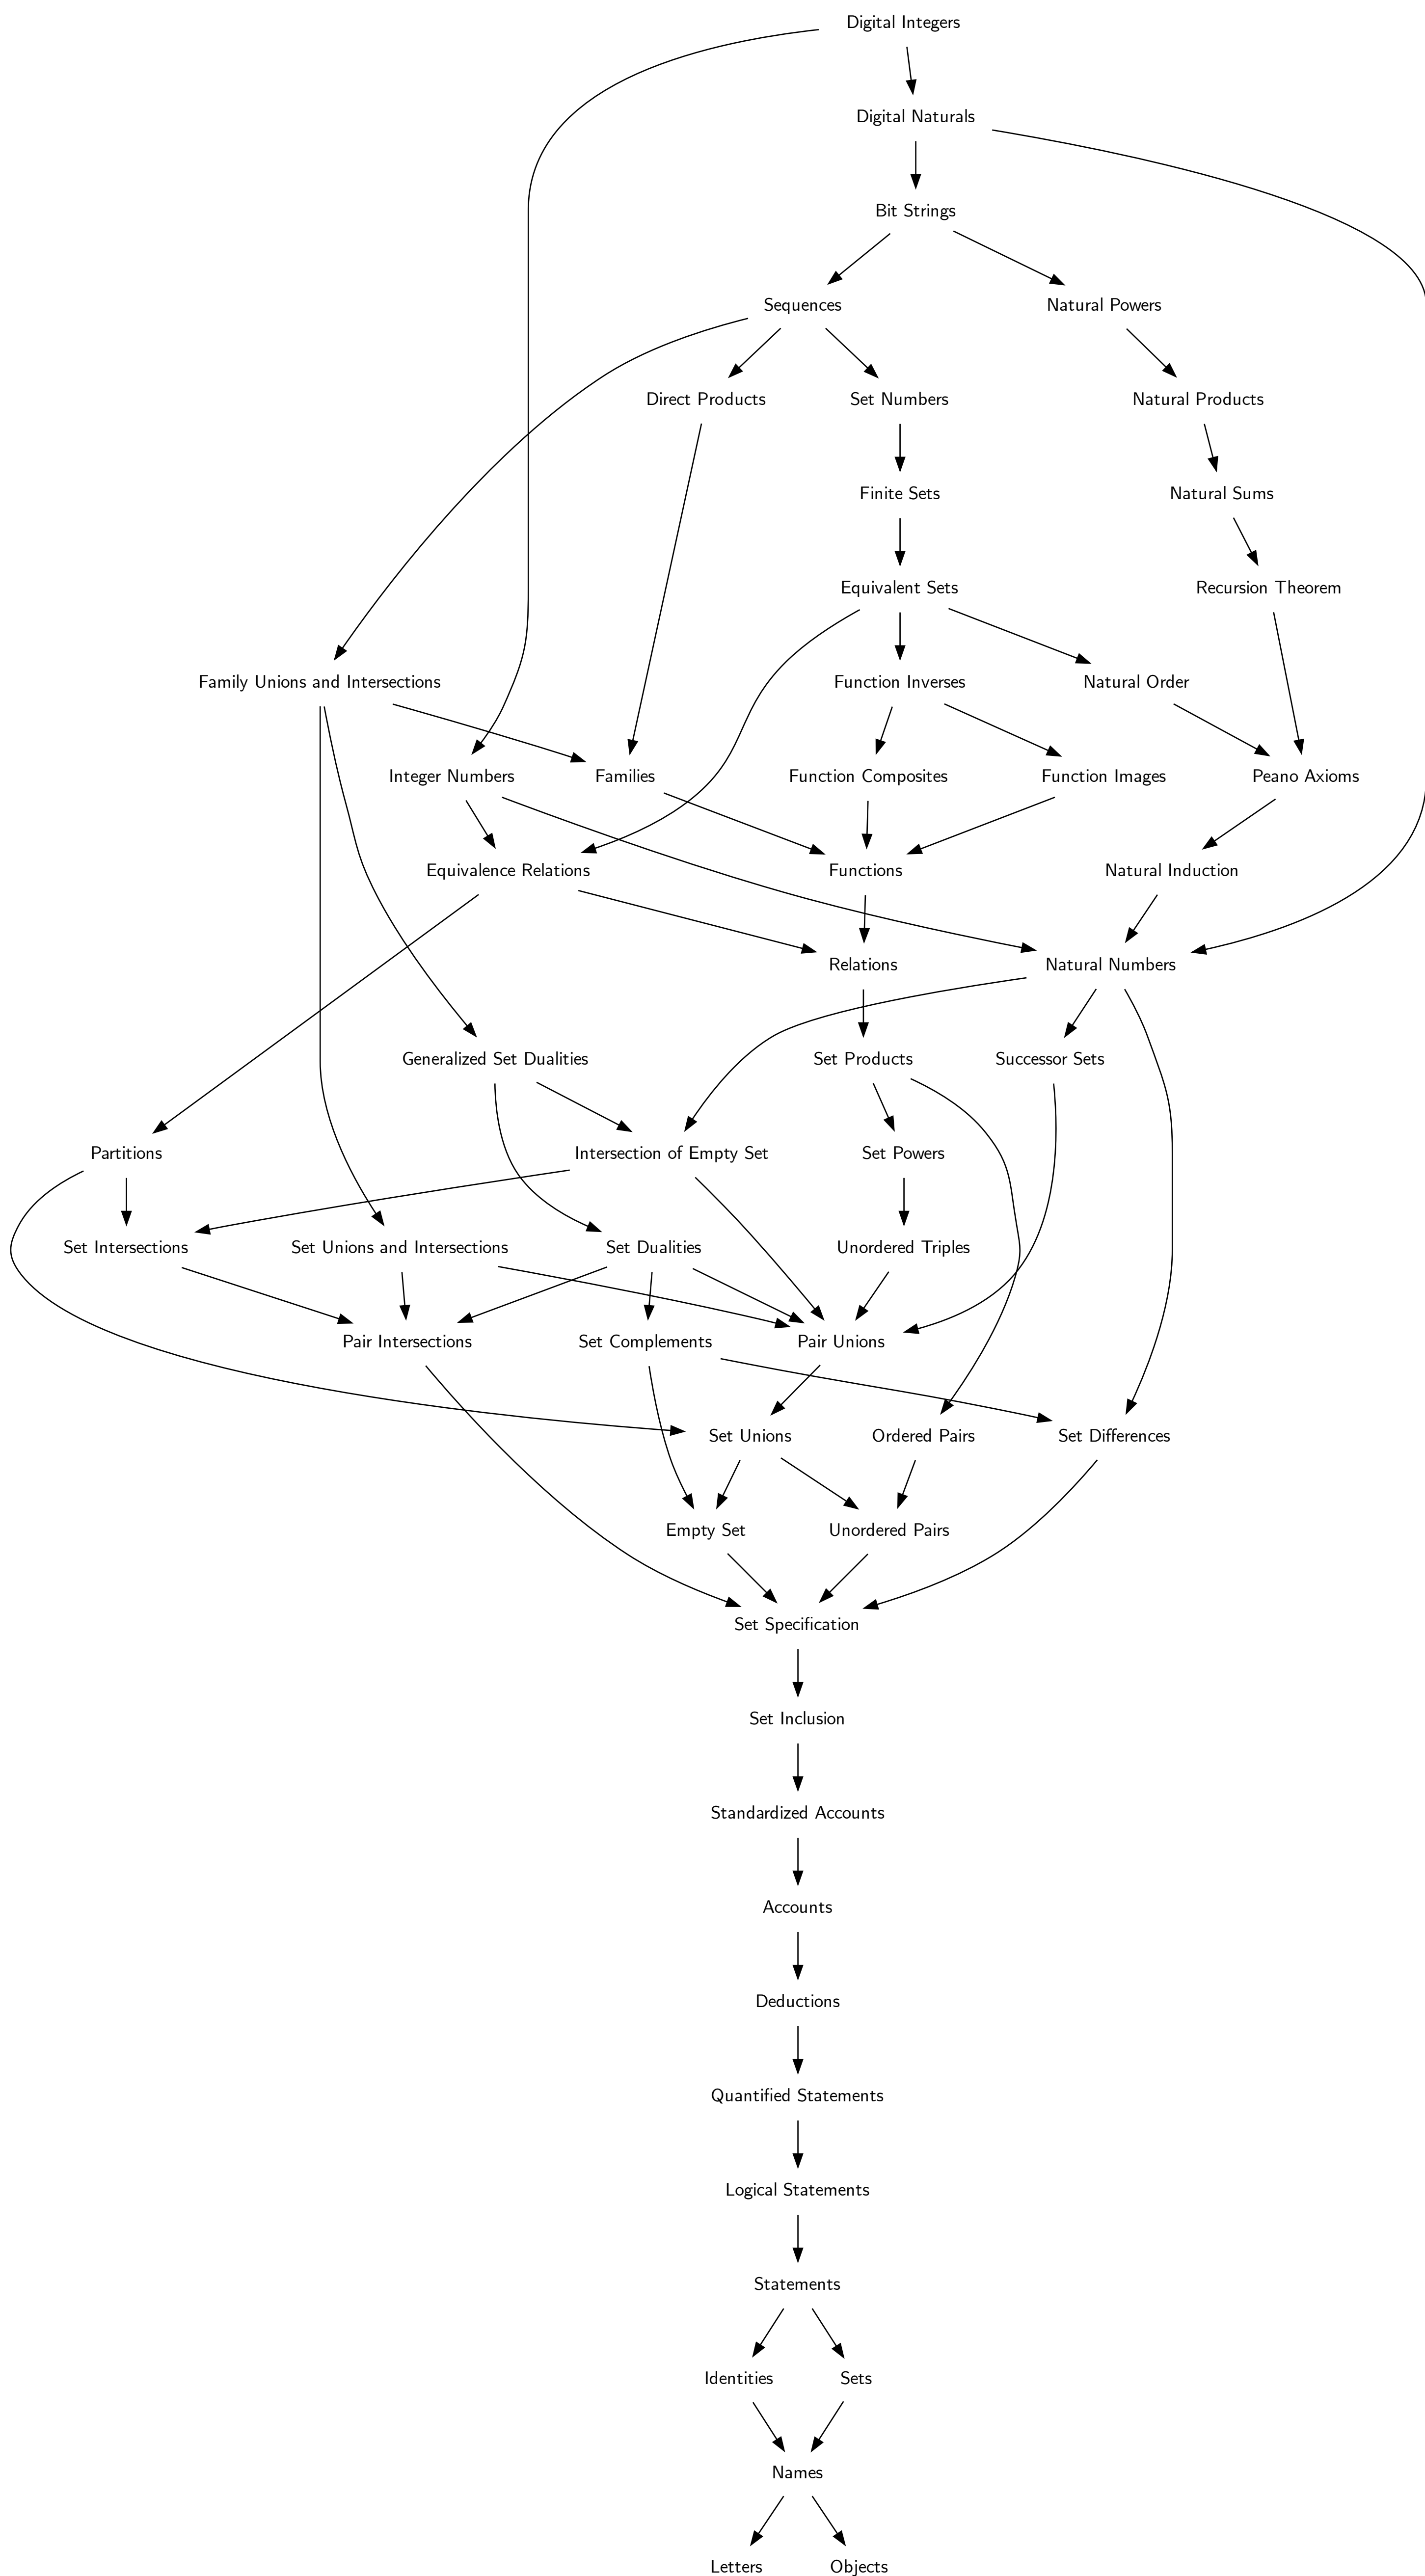 Digital Integers
Digital Naturals
Bit Strings
Sequences
Natural Powers
Direct Products
Set Numbers
Natural Products
Finite Sets
Natural Sums
Equivalent Sets
Recursion Theorem
Family Unions and Intersections
Function Inverses
Natural Order
Integer Numbers
Families
Function Composites
Function Images
Peano Axioms
Equivalence Relations
Functions
Natural Induction
Relations
Natural Numbers
Generalized Set Dualities
Set Products
Successor Sets
Partitions
Intersection of Empty Set
Set Powers
Set Intersections
Set Unions and Intersections
Set Dualities
Unordered Triples
Pair Intersections
Set Complements
Pair Unions
Set Unions
Ordered Pairs
Set Differences
Empty Set
Unordered Pairs
Set Specification
Set Inclusion
Standardized Accounts
Accounts
Deductions
Quantified Statements
Logical Statements
Statements
Identities
Sets
Names
Letters
Objects